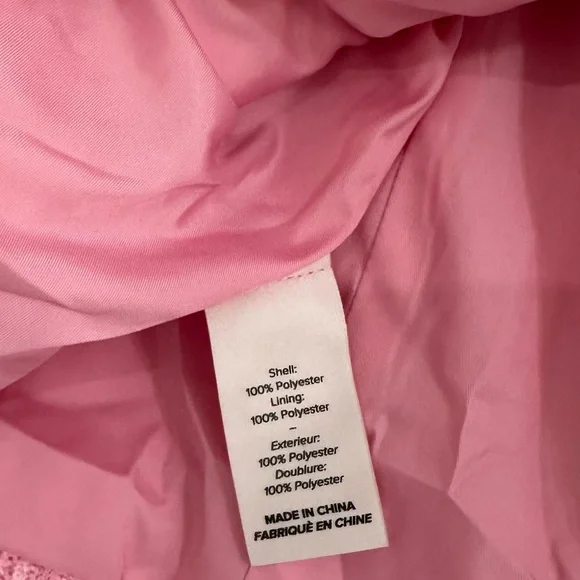 Shell:
100% Polyester
Lining:
100% Polyester
–
Exterieur:
100% Polyester
Doublure:
100% Polyester
MADE IN CHINA
FABRIQUÈ EN CHINE